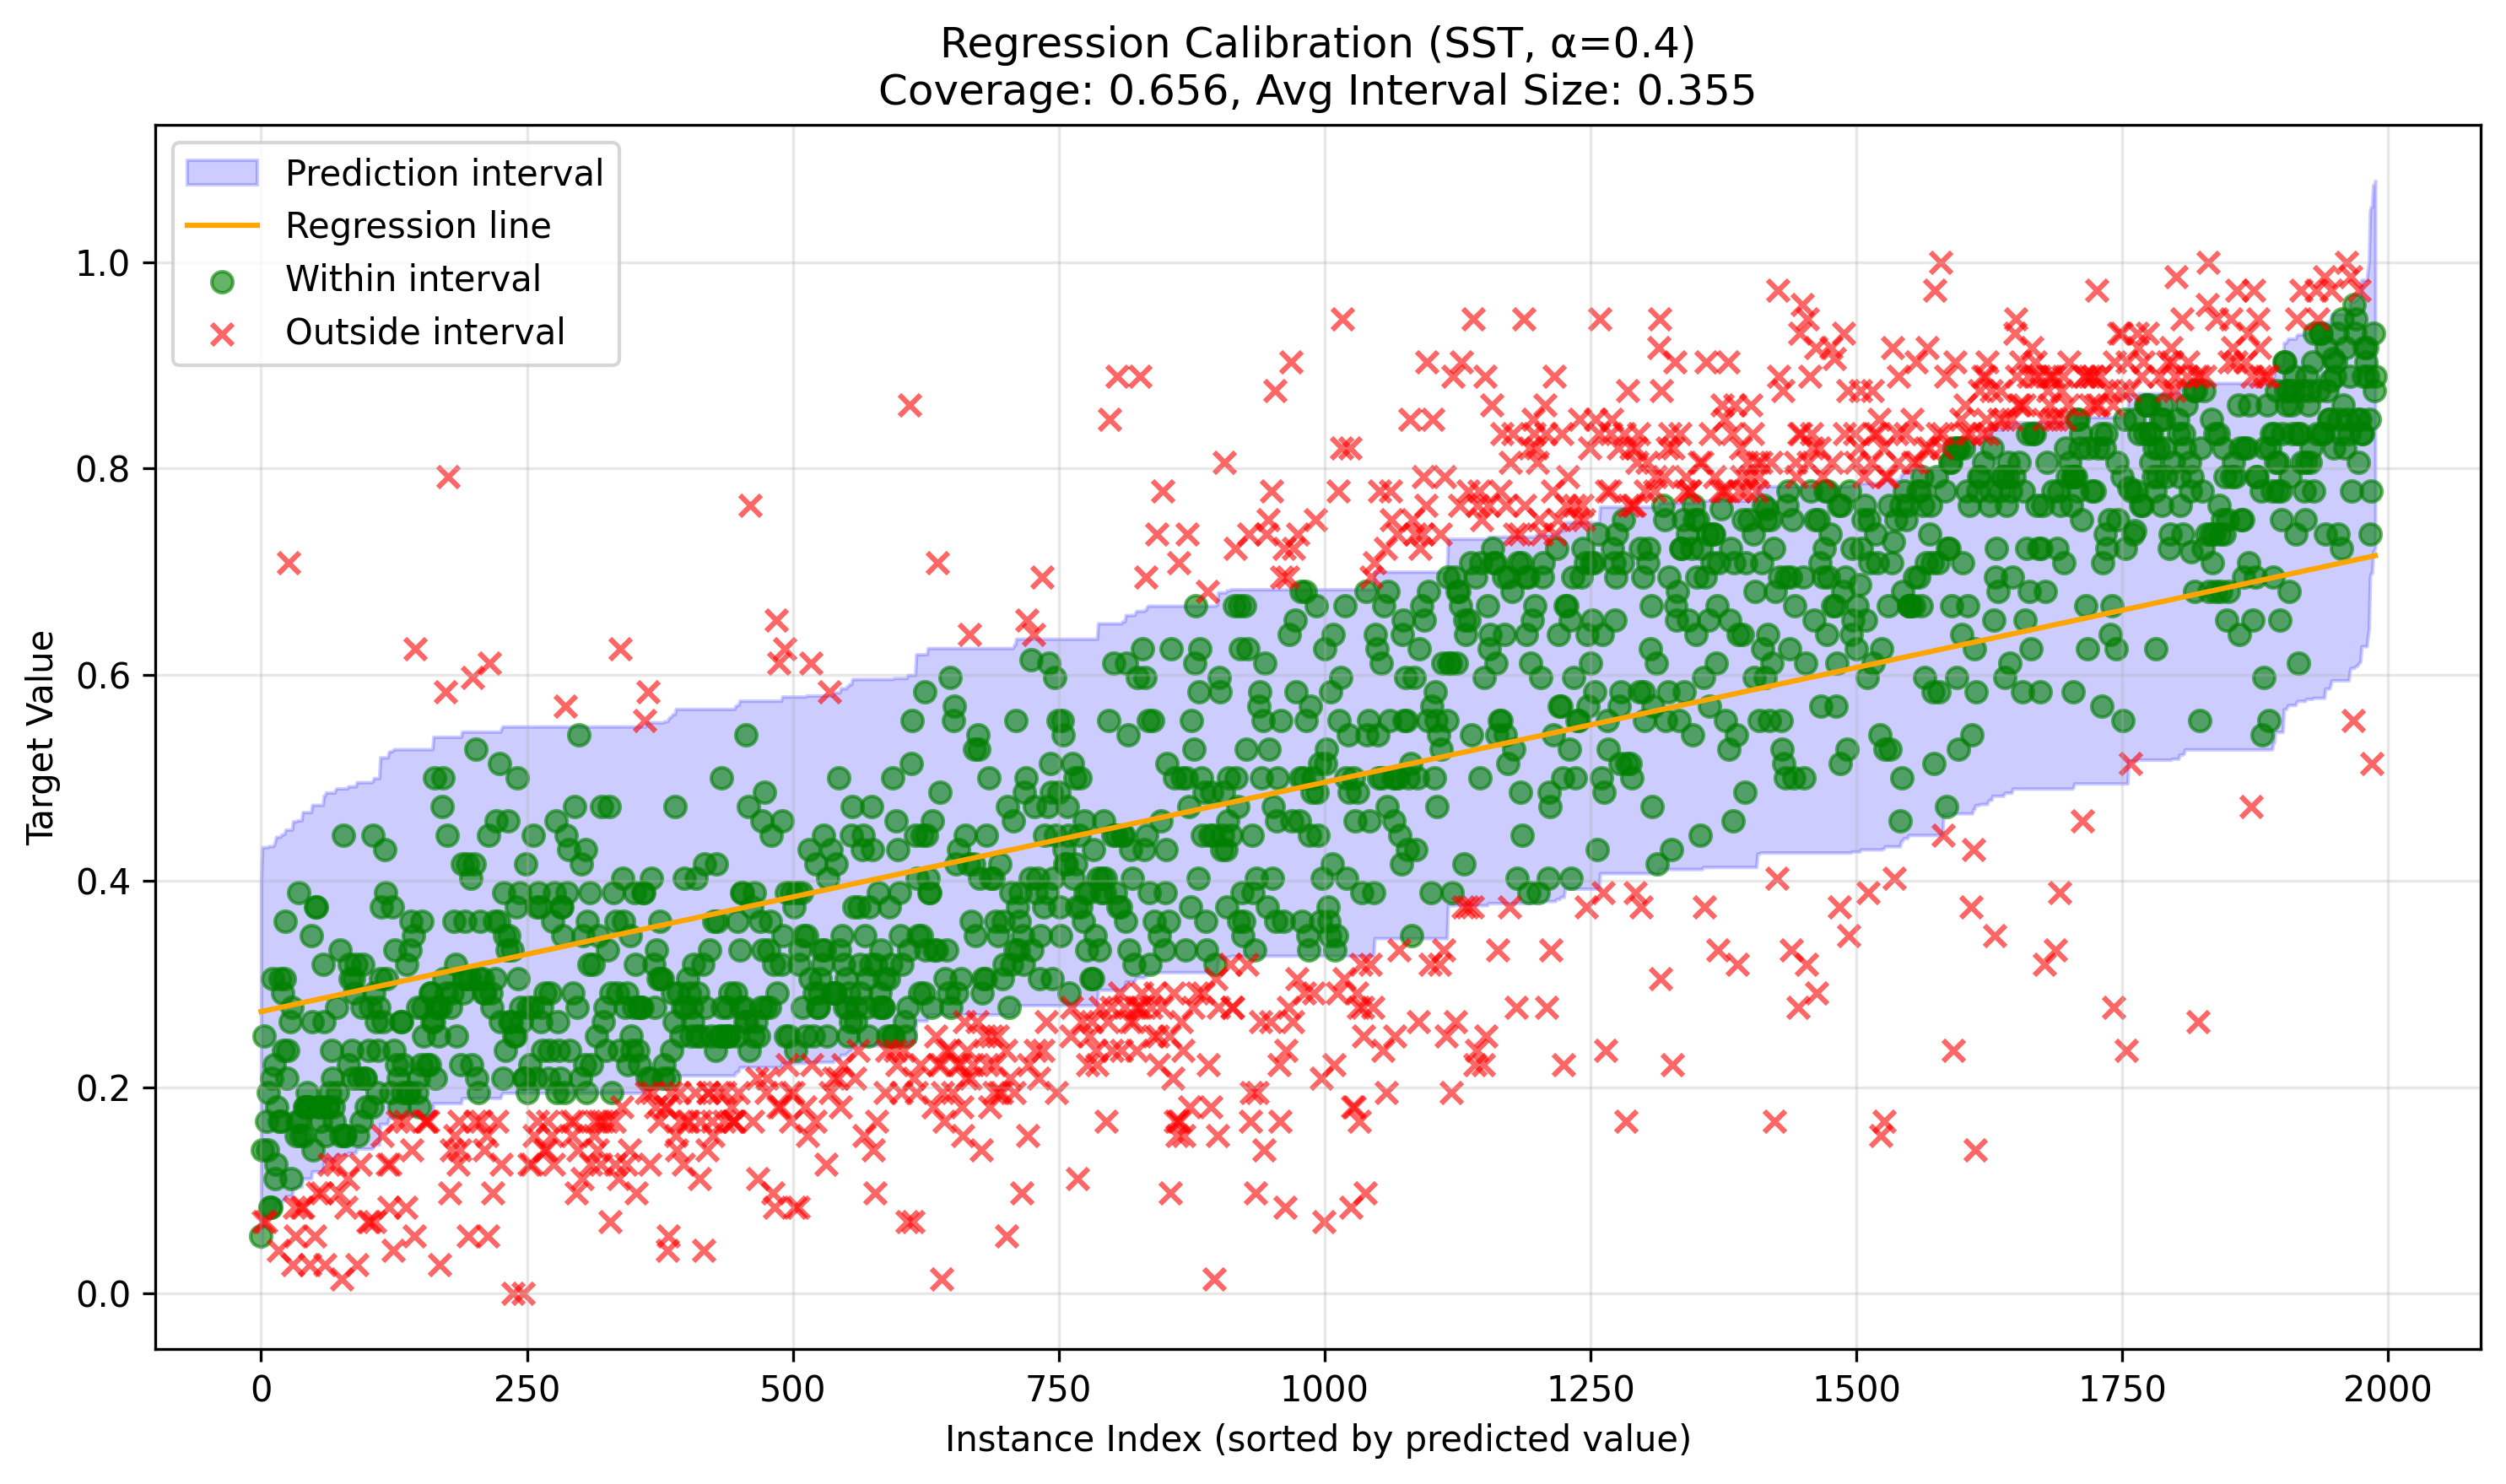 Regression Calibration (SST, α=0.4)
Coverage: 0.656, Avg Interval Size: 0.355
Prediction interval
Regression line
Within interval
Outside interval
1.0
0.8
0.6
0.4
0.2
0.0
Target Value
0 250 500 750 1000 1250 1500 1750 2000
Instance Index (sorted by predicted value)